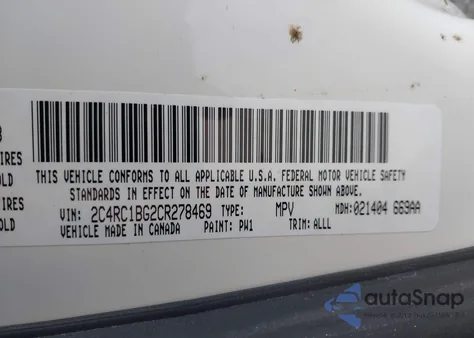 3
IRES
OLD
IRES
OLD
THIS VEHICLE CONFORMS TO ALL APPLICABLE U.S.A. FEDERAL MOTOR VEHICLE SAFETY
STANDARDS IN EFFECT ON THE DATE OF MANUFACTURE SHOWN ABOVE.
VIN: 2C4RC1BG2CR278469 TYPE: MPV MDH:021404 669AA
VEHICLE MADE IN CANADA PAINT: PW1 TRIM: ALLL
autoSnap